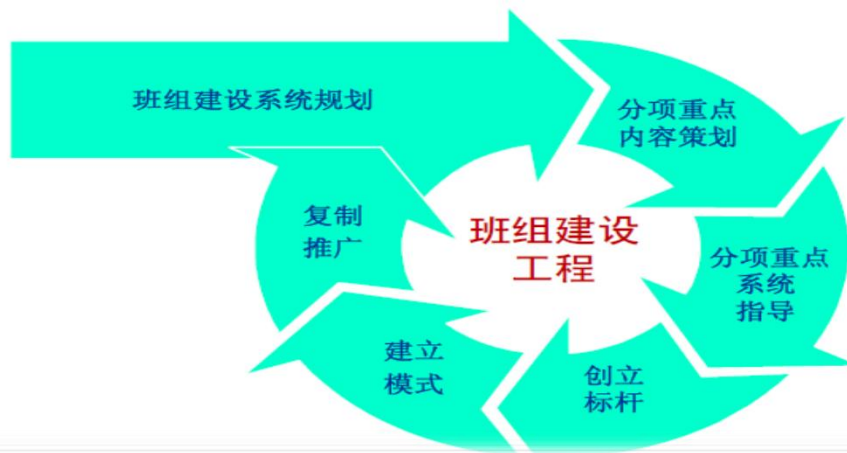 班组建设系统规划
分项重点
内容策划
分项重点
系统
指导
创立
标杆
建立
模式
复制
推广
班组建设
工程